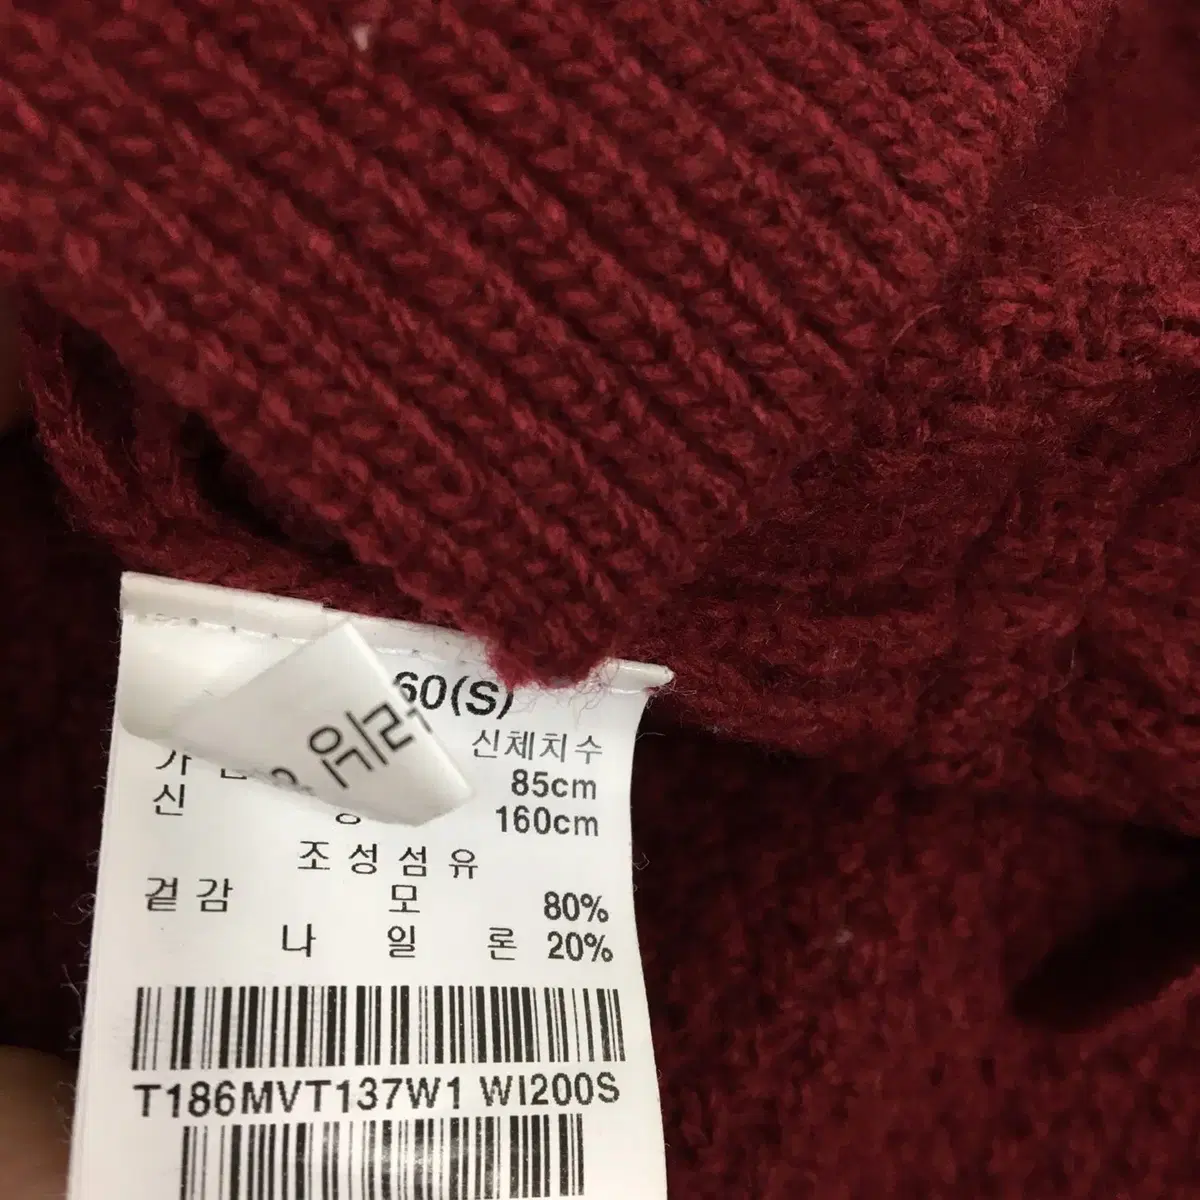 60(S)
신체치수
85cm
신 160cm
조성섬유
겉감 모 80%
나일론 20%
T186MVT137W1 WI200S